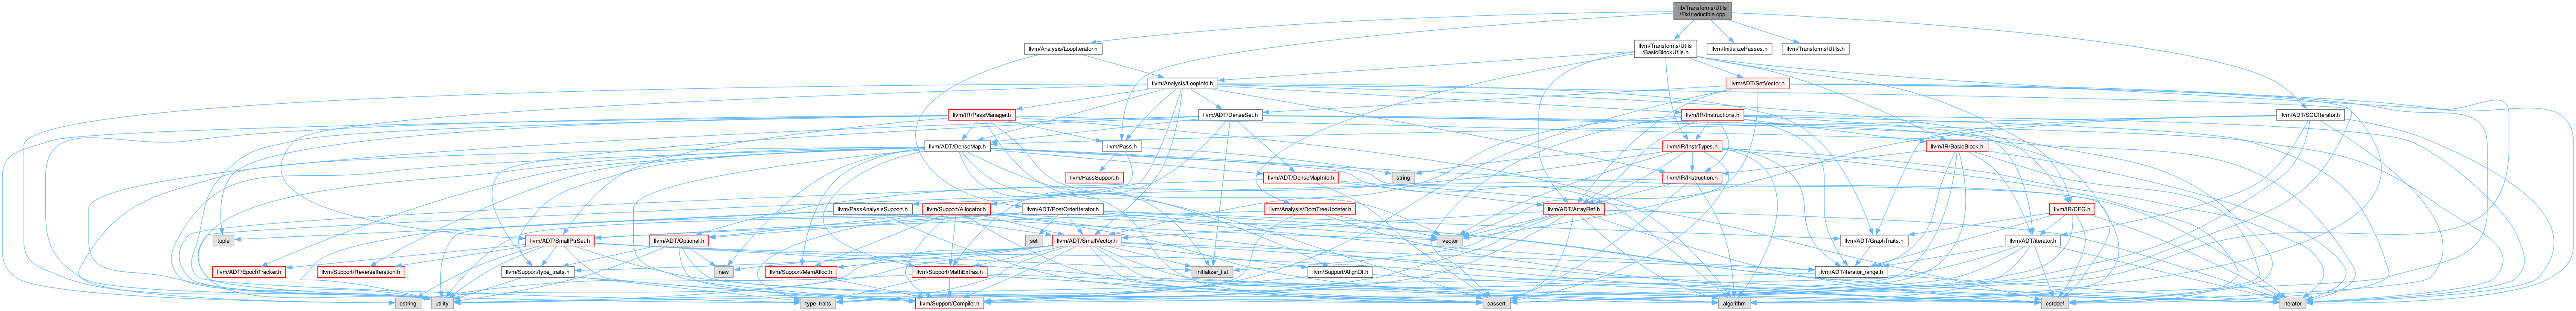 lib/Transforms/Utils
/FixIrreducible.cpp
llvm/Analysis/LoopIterator.h
llvm/Transforms/Utils
/BasicBlockUtils.h
llvm/InitializePasses.h
llvm/Transforms/Utils.h
llvm/Analysis/LoopInfo.h
llvm/ADT/SetVector.h
llvm/IR/PassManager.h
llvm/ADT/DenseSet.h
llvm/IR/Instructions.h
llvm/ADT/SCCIterator.h
llvm/ADT/DenseMap.h
llvm/Pass.h
llvm/IR/InstrTypes.h
llvm/IR/BasicBlock.h
llvm/PassSupport.h
llvm/ADT/DenseMapInfo.h
string
llvm/IR/Instruction.h
llvm/PassAnalysisSupport.h
llvm/Support/Allocator.h
llvm/ADT/PostOrderIterator.h
llvm/Analysis/DomTreeUpdater.h
llvm/ADT/ArrayRef.h
llvm/IR/CFG.h
tuple
llvm/ADT/SmallPtrSet.h
llvm/ADT/Optional.h
set
llvm/ADT/SmallVector.h
vector
llvm/ADT/GraphTraits.h
llvm/ADT/iterator.h
llvm/ADT/EpochTracker.h
llvm/Support/ReverseIteration.h
llvm/Support/type_traits.h
new
llvm/Support/MemAlloc.h
llvm/Support/MathExtras.h
initializer_list
llvm/Support/AlignOf.h
llvm/ADT/iterator_range.h
cstring
utility
type_traits
llvm/Support/Compiler.h
cassert
algorithm
cstddef
iterator